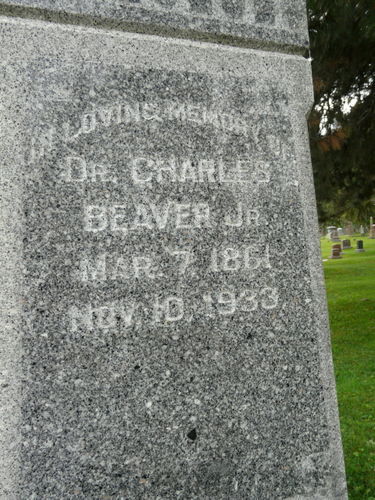 IN LOVING MEMORY OF
DR. CHARLES
BEAVER JR
MAR. 7, 1861
NOV. 10, 1933